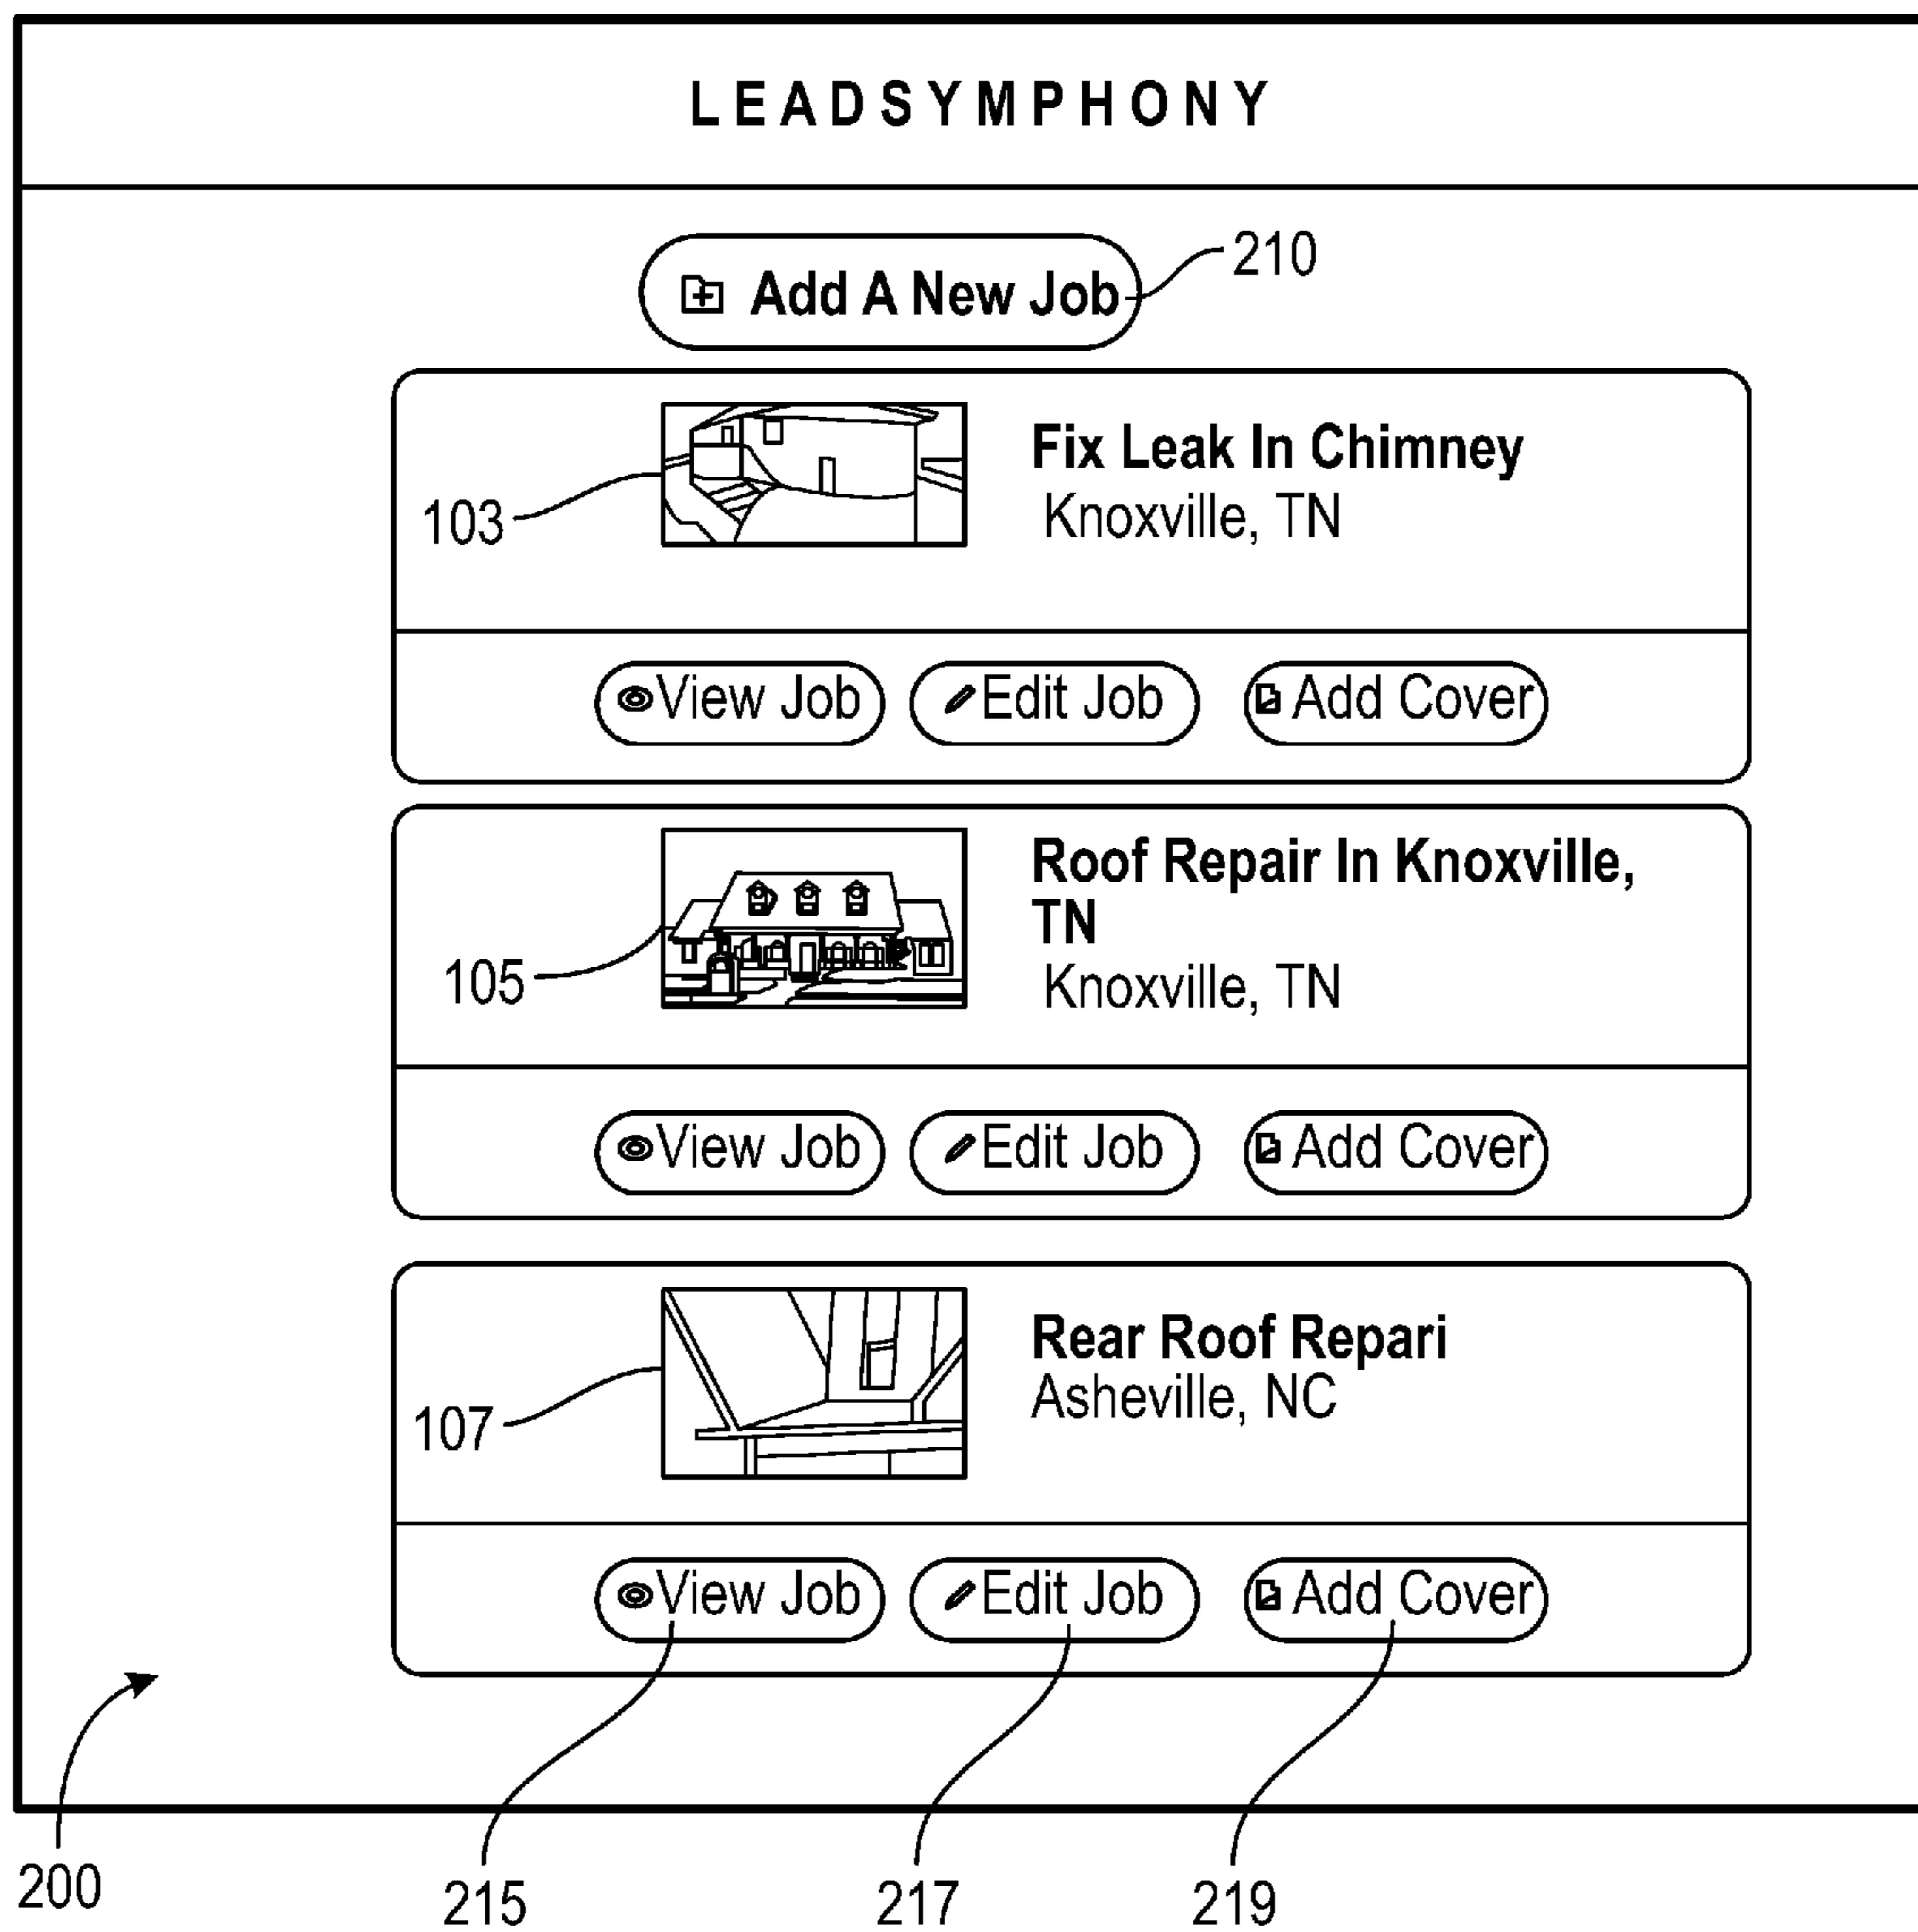 LEADSYMPHONY
Add A New Job
210
Fix Leak In Chimney
Knoxville, TN
103
View Job Edit Job Add Cover
Roof Repair In Knoxville,
TN
Knoxville, TN
105
View Job Edit Job Add Cover
Rear Roof Repari
Asheville, NC
107
View Job Edit Job Add Cover
200
215
217
219